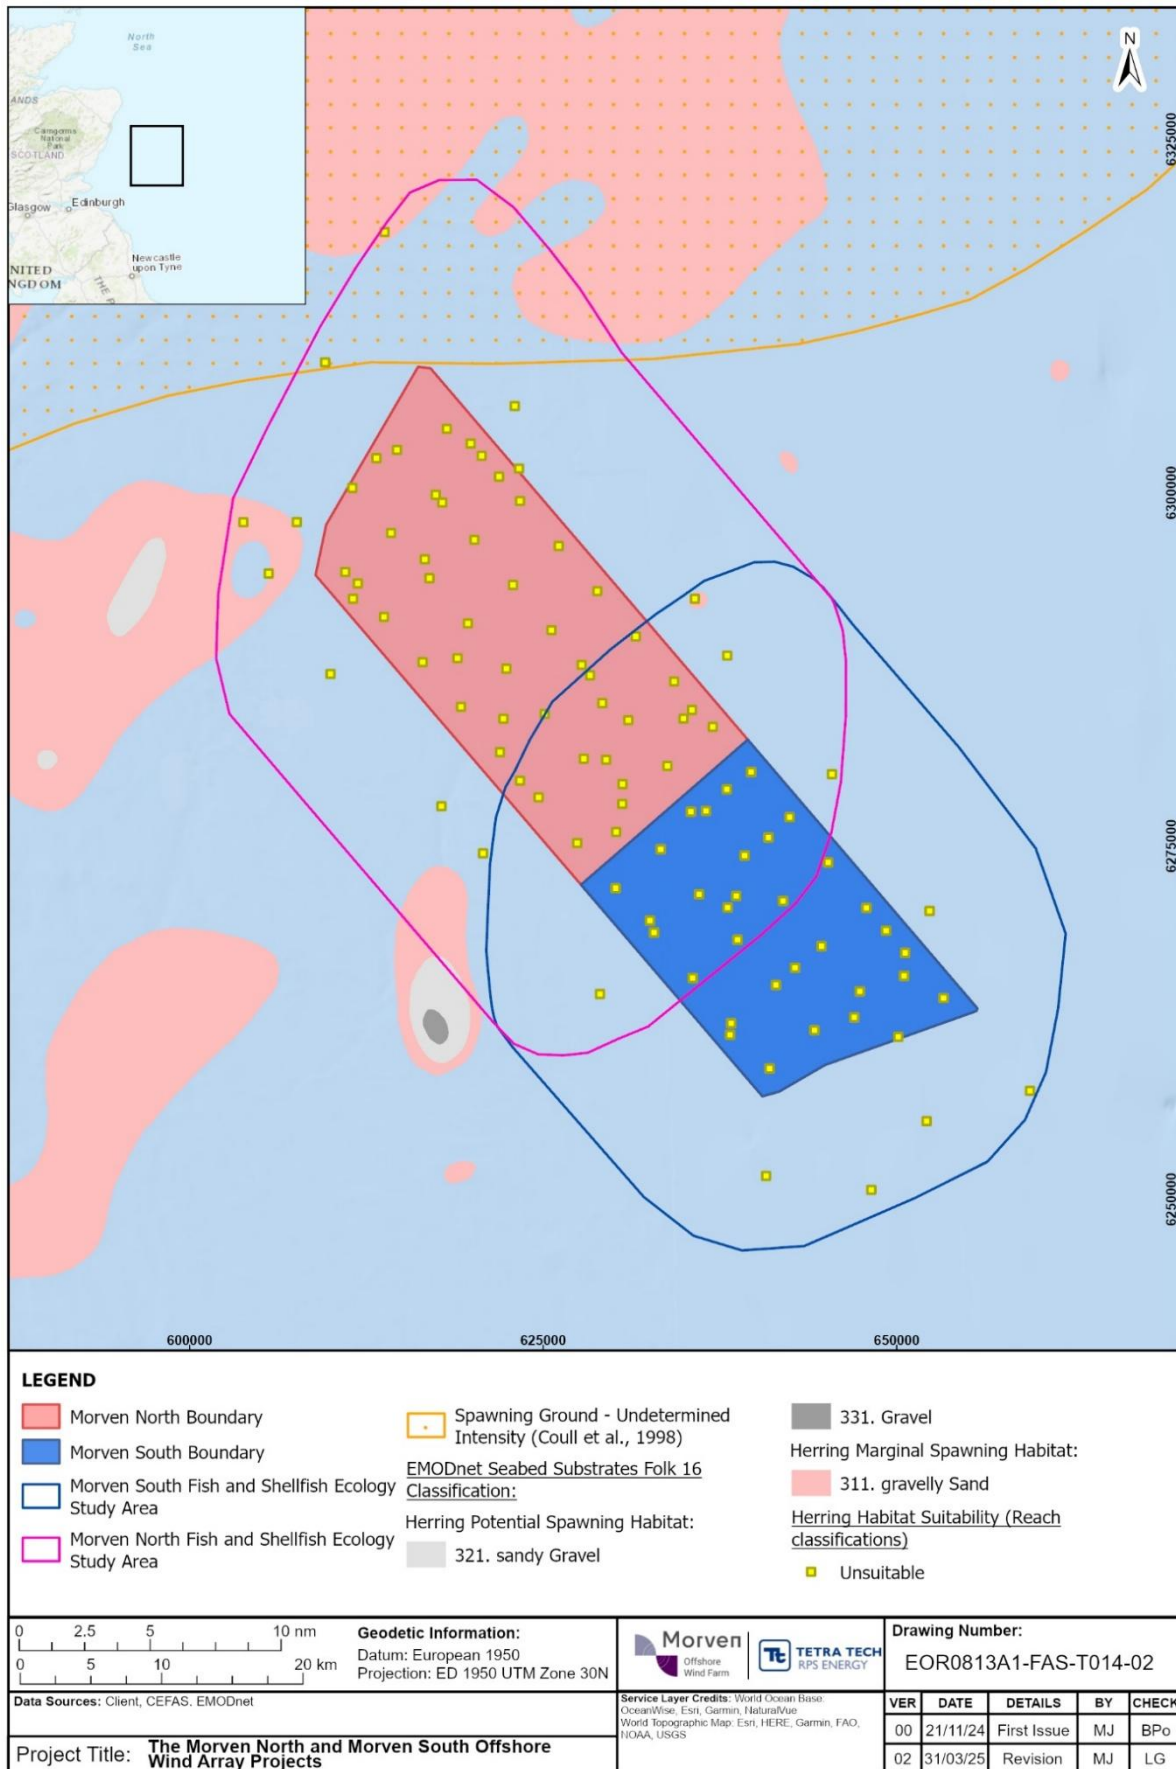 North
Sea
ANDS
Cairngorms
National
Park
SCOTLAND
Glasgow
Edinburgh
Newcastle
upon Tyne
NITED
NGDOM
THE P
N
6325000
6300000
6275000
6250000
600000
625000
650000
LEGEND
Morven North Boundary
Morven South Boundary
Morven South Fish and Shellfish Ecology
Study Area
Morven North Fish and Shellfish Ecology
Study Area
Spawning Ground - Undetermined
Intensity (Coull et al., 1998)
EMODnet Seabed Substrates Folk 16
Classification:
Herring Potential Spawning Habitat:
321. sandy Gravel
331. Gravel
Herring Marginal Spawning Habitat:
311. gravelly Sand
Herring Habitat Suitability (Reach
classifications)
Unsuitable
0 2.5 5 10 nm
0 5 10 20 km
Geodetic Information:
Datum: European 1950
Projection: ED 1950 UTM Zone 30N
Morven
Offshore
Wind Farm
Tt
TETRA TECH
RPS ENERGY
Drawing Number:
EOR0813A1-FAS-T014-02
Data Sources: Client, CEFAS. EMODnet
Service Layer Credits: World Ocean Base:
OceanWise, Esri, Garmin, NaturalVue
World Topographic Map: Esri, HERE, Garmin, FAO,
NOAA, USGS
VER DATE DETAILS BY CHECK
00 21/11/24 First Issue MJ BPo
02 31/03/25 Revision MJ LG
Project Title: The Morven North and Morven South Offshore
Wind Array Projects